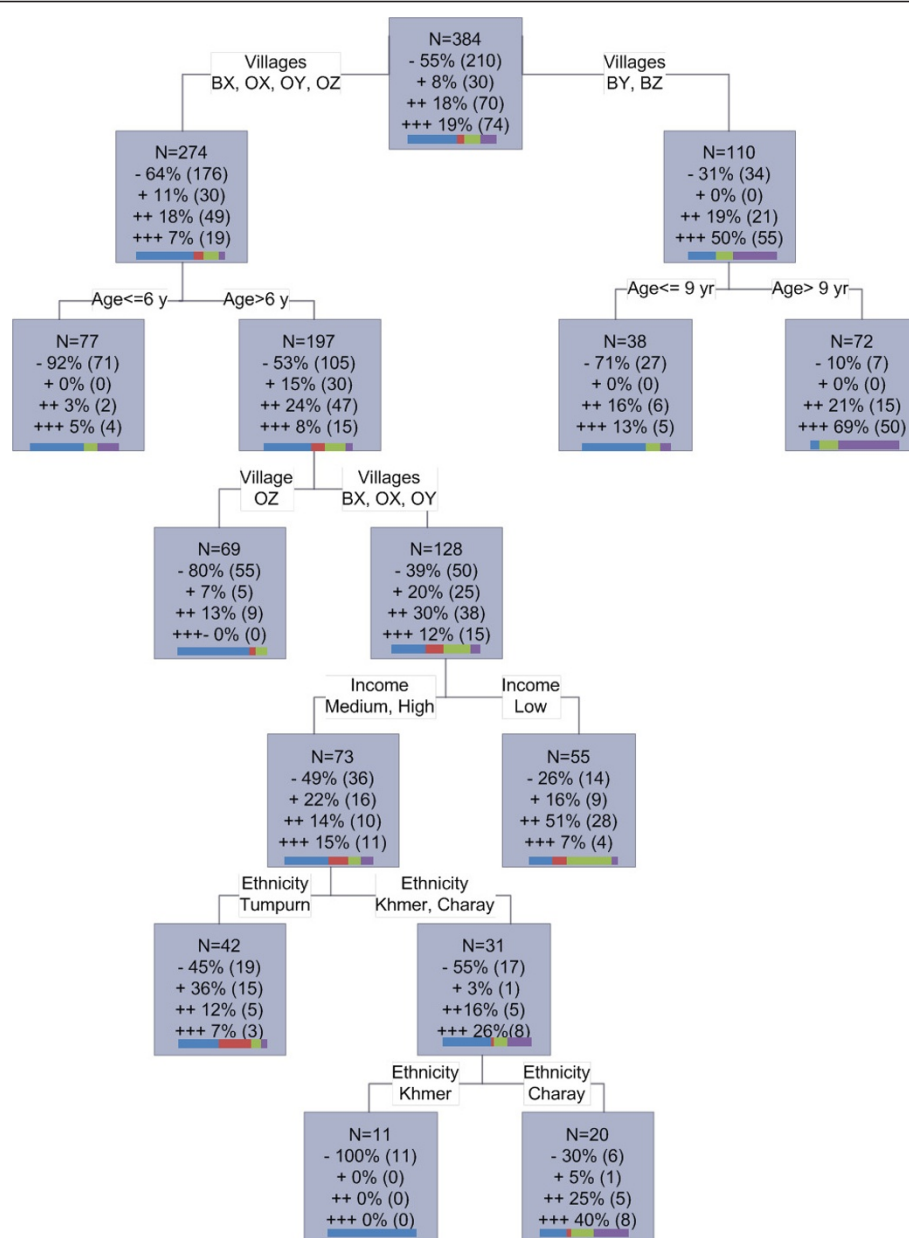 N=384
- 55% (210)
+ 8% (30)
++ 18% (70)
+++ 19% (74)
Villages
BX, OX, OY, OZ
Villages
BY, BZ
N=274
- 64% (176)
+ 11% (30)
++ 18% (49)
+++ 7% (19)
N=110
- 31% (34)
+ 0% (0)
++ 19% (21)
+++ 50% (55)
Age<=6 y
Age>6 y
Age<= 9 yr
Age> 9 yr
N=77
- 92% (71)
+ 0% (0)
++ 3% (2)
+++ 5% (4)
N=197
- 53% (105)
+ 15% (30)
++ 24% (47)
+++ 8% (15)
N=38
- 71% (27)
+ 0% (0)
++ 16% (6)
+++ 13% (5)
N=72
- 10% (7)
+ 0% (0)
++ 21% (15)
+++ 69% (50)
Village
OZ
Villages
BX, OX, OY
N=69
- 80% (55)
+ 7% (5)
++ 13% (9)
+++- 0% (0)
N=128
- 39% (50)
+ 20% (25)
++ 30% (38)
+++ 12% (15)
Income
Medium, High
Income
Low
N=73
- 49% (36)
+ 22% (16)
++ 14% (10)
+++ 15% (11)
N=55
- 26% (14)
+ 16% (9)
++ 51% (28)
+++ 7% (4)
Ethnicity
Tumpurn
Ethnicity
Khmer, Charay
N=42
- 45% (19)
+ 36% (15)
++ 12% (5)
+++ 7% (3)
N=31
- 55% (17)
+ 3% (1)
++16% (5)
+++ 26%(8)
Ethnicity
Khmer
Ethnicity
Charay
N=11
- 100% (11)
+ 0% (0)
++ 0% (0)
+++ 0% (0)
N=20
- 30% (6)
+ 5% (1)
++ 25% (5)
+++ 40% (8)